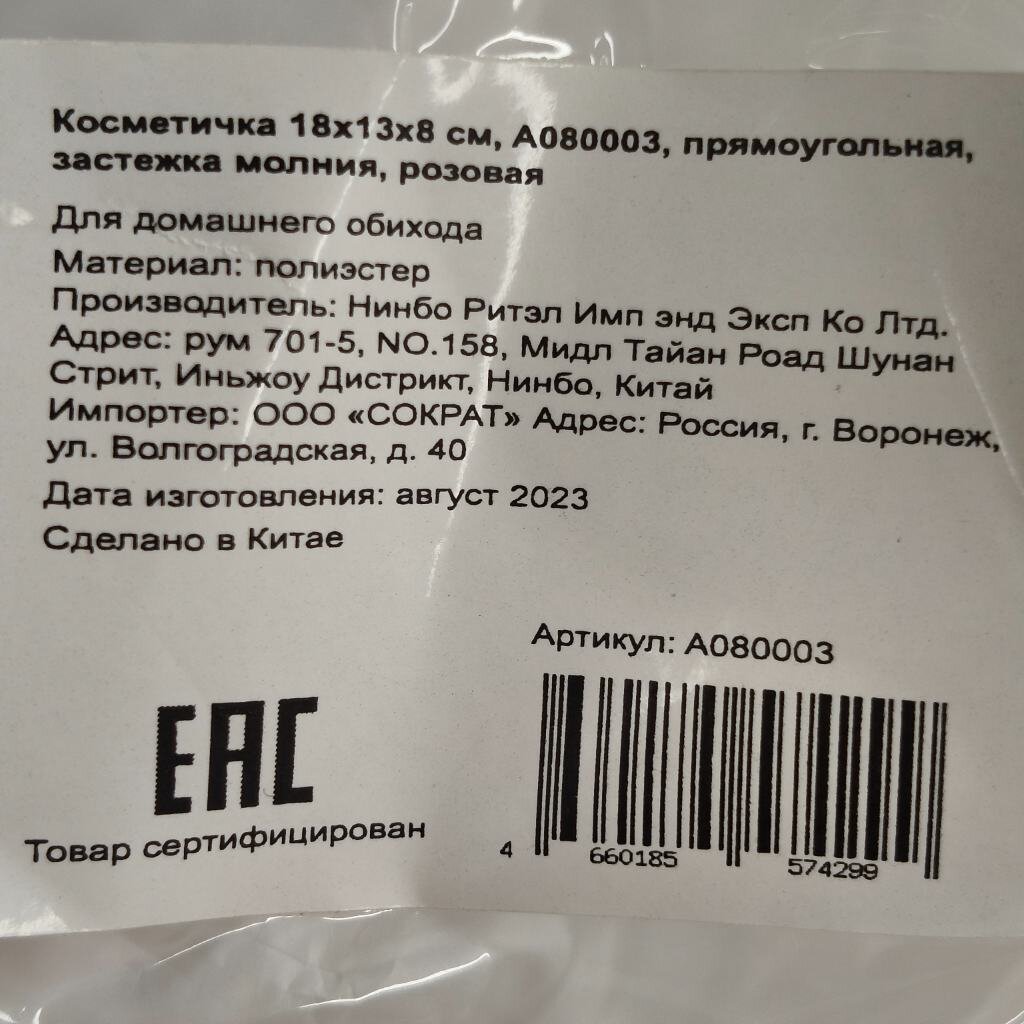 Косметичка 18х13х8 см, А080003, прямоугольная,
застежка молния, розовая
Для домашнего обихода
Материал: полиэстер
Производитель: Нинбо Ритэл Имп энд Эксп Ко Лтд.
Адрес: рум 701-5, NO.158, Мидл Тайан Роад Шунан
Стрит, Иньжоу Дистрикт, Нинбо, Китай
Импортер: ООО «СОКРАТ» Адрес: Россия, г. Воронеж,
ул. Волгоградская, д. 40
Дата изготовления: август 2023
Сделано в Китае
Артикул: А080003
EAC
Товар сертифицирован
4 660185 574299